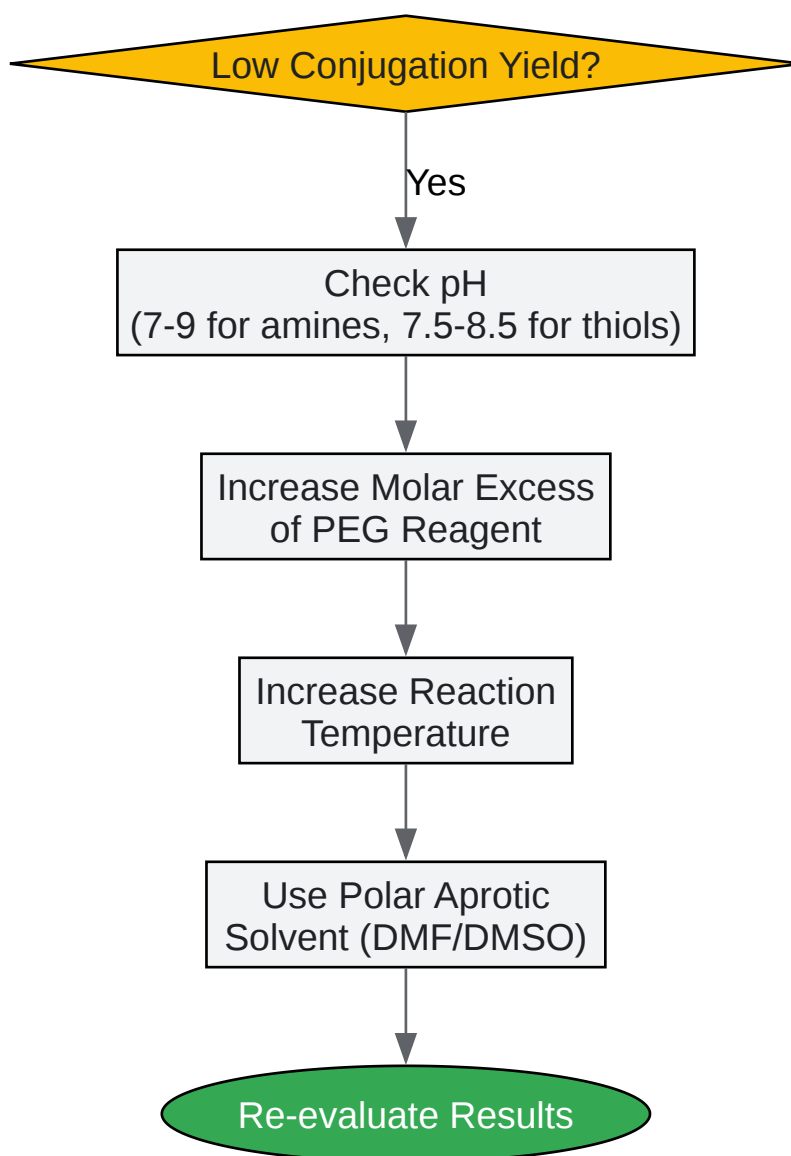 Low Conjugation Yield?
Yes
Check pH
(7-9 for amines, 7.5-8.5 for thiols)
Increase Molar Excess
of PEG Reagent
Increase Reaction
Temperature
Use Polar Aprotic
Solvent (DMF/DMSO)
Re-evaluate Results